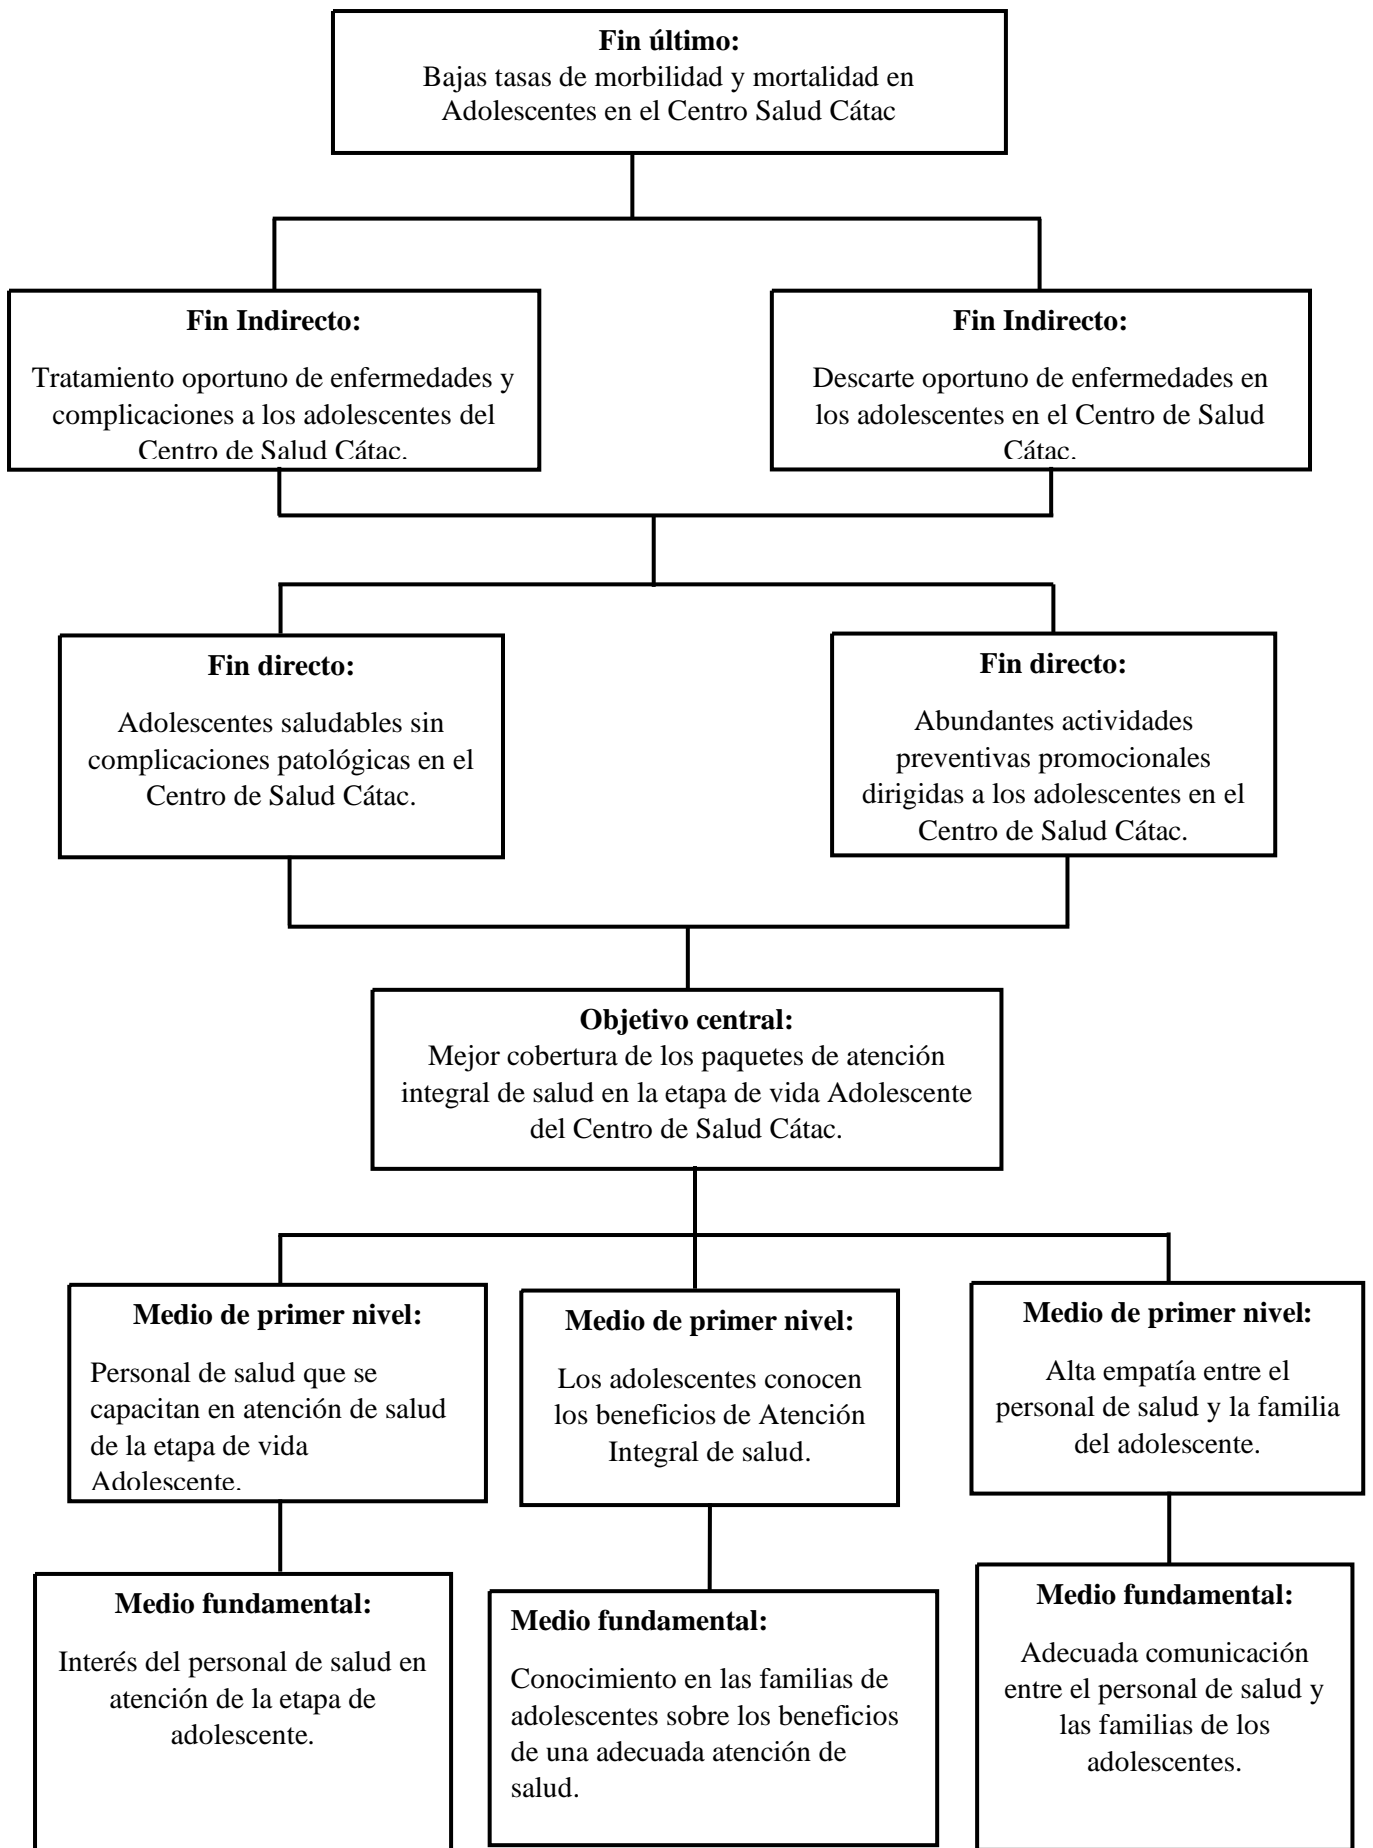 Fin último:
Bajas tasas de morbilidad y mortalidad en
Adolescentes en el Centro Salud Cátac
Fin Indirecto:
Tratamiento oportuno de enfermedades y
complicaciones a los adolescentes del
Centro de Salud Cátac.
Fin Indirecto:
Descarte oportuno de enfermedades en
los adolescentes en el Centro de Salud
Cátac.
Fin directo:
Adolescentes saludables sin
complicaciones patológicas en el
Centro de Salud Cátac.
Fin directo:
Abundantes actividades
preventivas promocionales
dirigidas a los adolescentes en el
Centro de Salud Cátac.
Objetivo central:
Mejor cobertura de los paquetes de atención
integral de salud en la etapa de vida Adolescente
del Centro de Salud Cátac.
Medio de primer nivel:
Personal de salud que se
capacitan en atención de salud
de la etapa de vida
Adolescente.
Medio de primer nivel:
Los adolescentes conocen
los beneficios de Atención
Integral de salud.
Medio de primer nivel:
Alta empatía entre el
personal de salud y la familia
del adolescente.
Medio fundamental:
Interés del personal de salud en
atención de la etapa de
adolescente.
Medio fundamental:
Conocimiento en las familias de
adolescentes sobre los beneficios
de una adecuada atención de
salud.
Medio fundamental:
Adecuada comunicación
entre el personal de salud y
las familias de los
adolescentes.